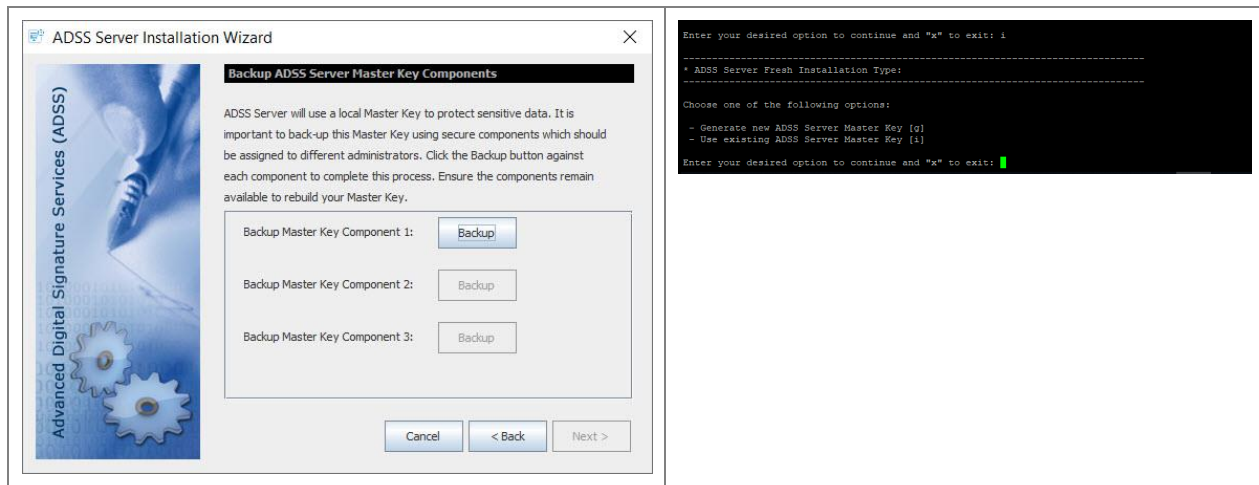 ADSS Server Installation Wizard
Advanced Digital Signature Services (ADSS)
Backup ADSS Server Master Key Components
ADSS Server will use a local Master Key to protect sensitive data. It is
important to back-up this Master Key using secure components which should
be assigned to different administrators. Click the Backup button against
each component to complete this process. Ensure the components remain
available to rebuild your Master Key.
Backup Master Key Component 1: Backup
Backup Master Key Component 2: Backup
Backup Master Key Component 3: Backup
Cancel < Back Next >
Enter your desired option to continue and "x" to exit: i
--------------------------------------------------------------------------------
* ADSS Server Fresh Installation Type:
--------------------------------------------------------------------------------
Choose one of the following options:
- Generate new ADSS Server Master Key [g]
- Use existing ADSS Server Master Key [i]
Enter your desired option to continue and "x" to exit: